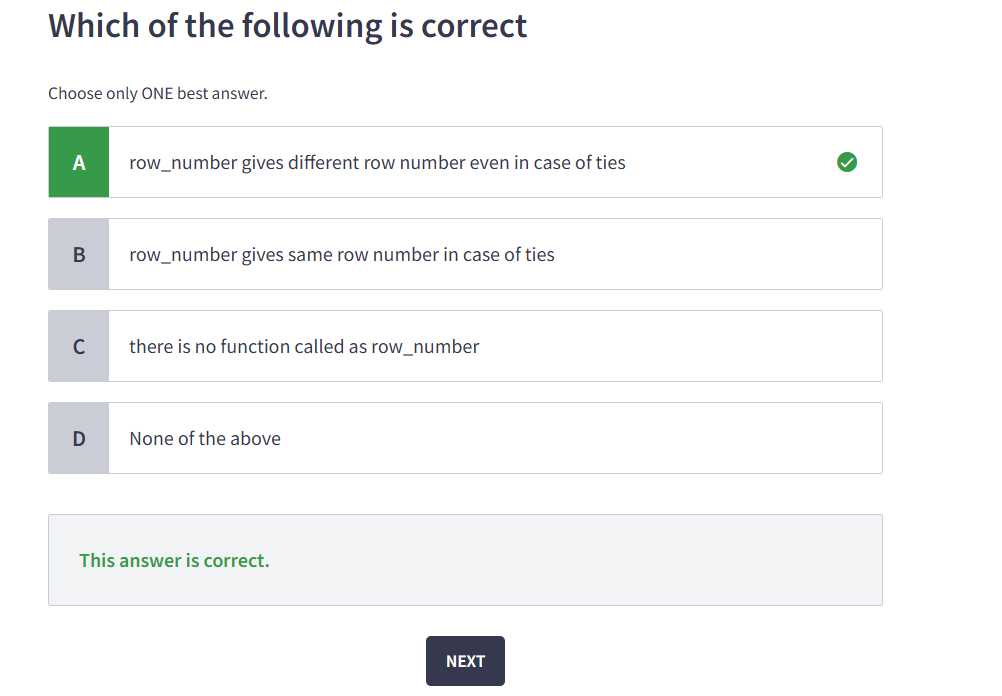 Which of the following is correct
Choose only ONE best answer.
A row_number gives different row number even in case of ties
B row_number gives same row number in case of ties
C there is no function called as row_number
D None of the above
This answer is correct.
NEXT